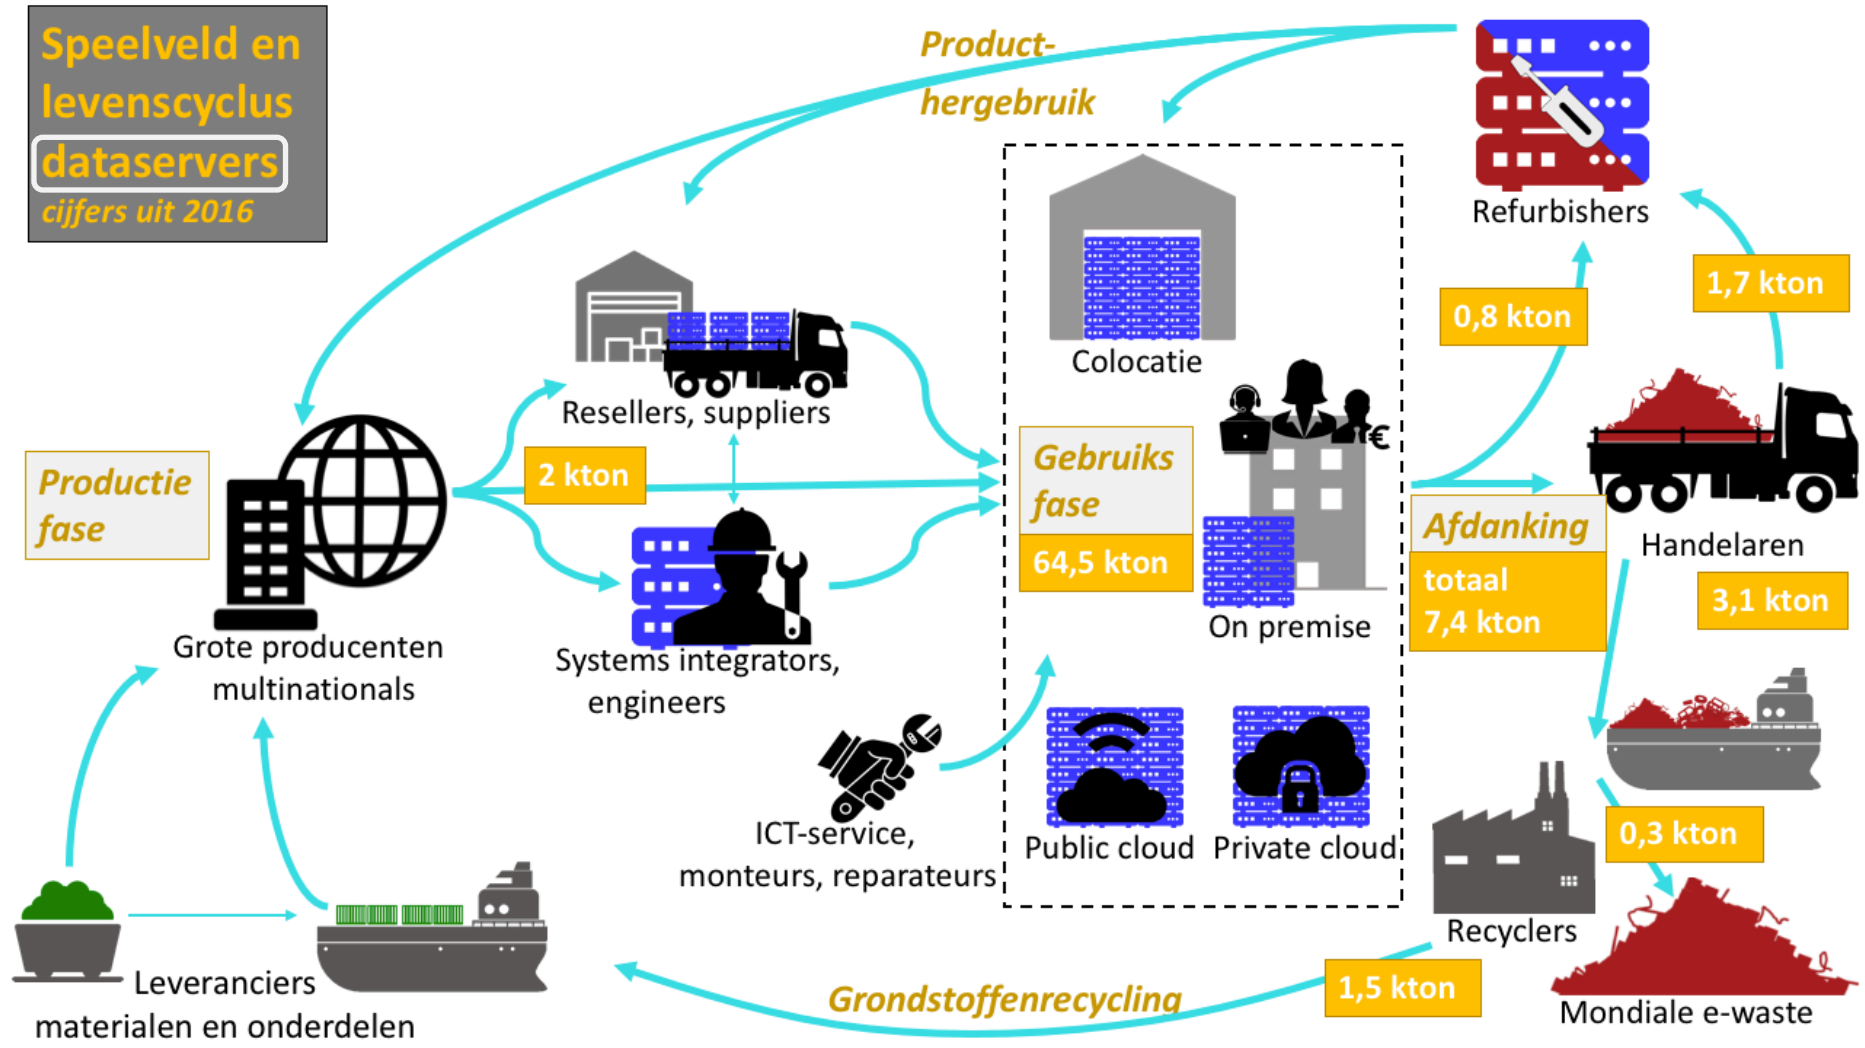 Speelveld en
levenscyclus
dataservers
cijfers uit 2016
Product-
hergebruik
Refurbishers
1,7 kton
0,8 kton
Colocatie
Resellers, suppliers
2 kton
Productie
fase
Gebruiks
fase
64,5 kton
Afdanking
totaal
7,4 kton
Handelaren
3,1 kton
€
On premise
Grote producenten
multinationals
Systems integrators,
engineers
ICT-service,
monteurs, reparateurs
Public cloud
Private cloud
0,3 kton
Recyclers
Leveranciers
materialen en onderdelen
Grondstoffenrecycling
1,5 kton
Mondiale e-waste